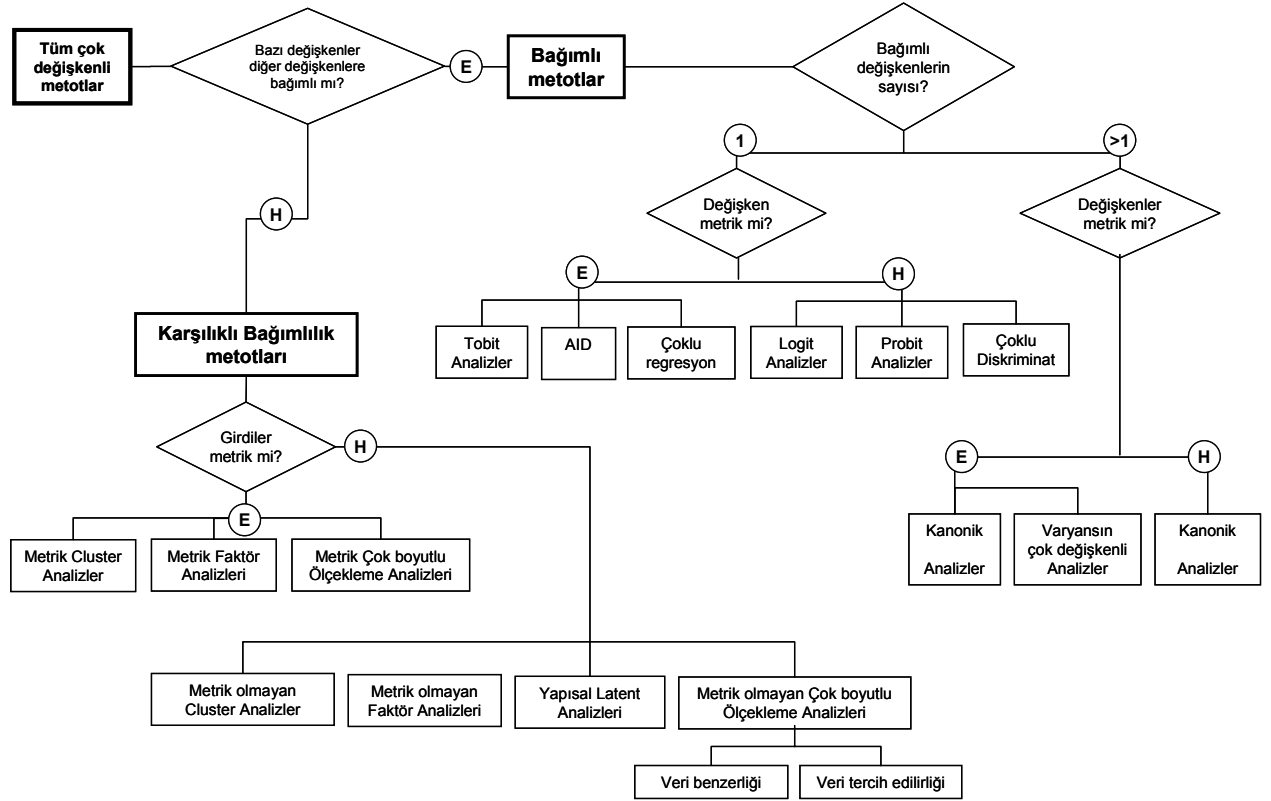 Tüm çok
değişkenli
metotlar
Bazı değişkenler
diğer değişkenlere
bağımlı mı?
E
Bağımlı
metotlar
Bağımlı
değişkenlerin
sayısı?
1
>1
Değişken
metrik mi?
Değişkenler
metrik mi?
H
E
H
Tobit
Analizler
AID
Çoklu
regresyon
Logit
Analizler
Probit
Analizler
Çoklu
Diskriminat
Karşılıklı Bağımlılık
metotları
Girdiler
metrik mi?
H
E
H
E
Kanonik
Analizler
Varyansın
çok değişkenli
Analizler
Kanonik
Analizler
Metrik Cluster
Analizler
Metrik Faktör
Analizleri
Metrik Çok boyutlu
Ölçekleme Analizleri
Metrik olmayan
Cluster Analizler
Metrik olmayan
Faktör Analizleri
Yapısal Latent
Analizleri
Metrik olmayan Çok boyutlu
Ölçekleme Analizleri
Veri benzerliği
Veri tercih edilirliği